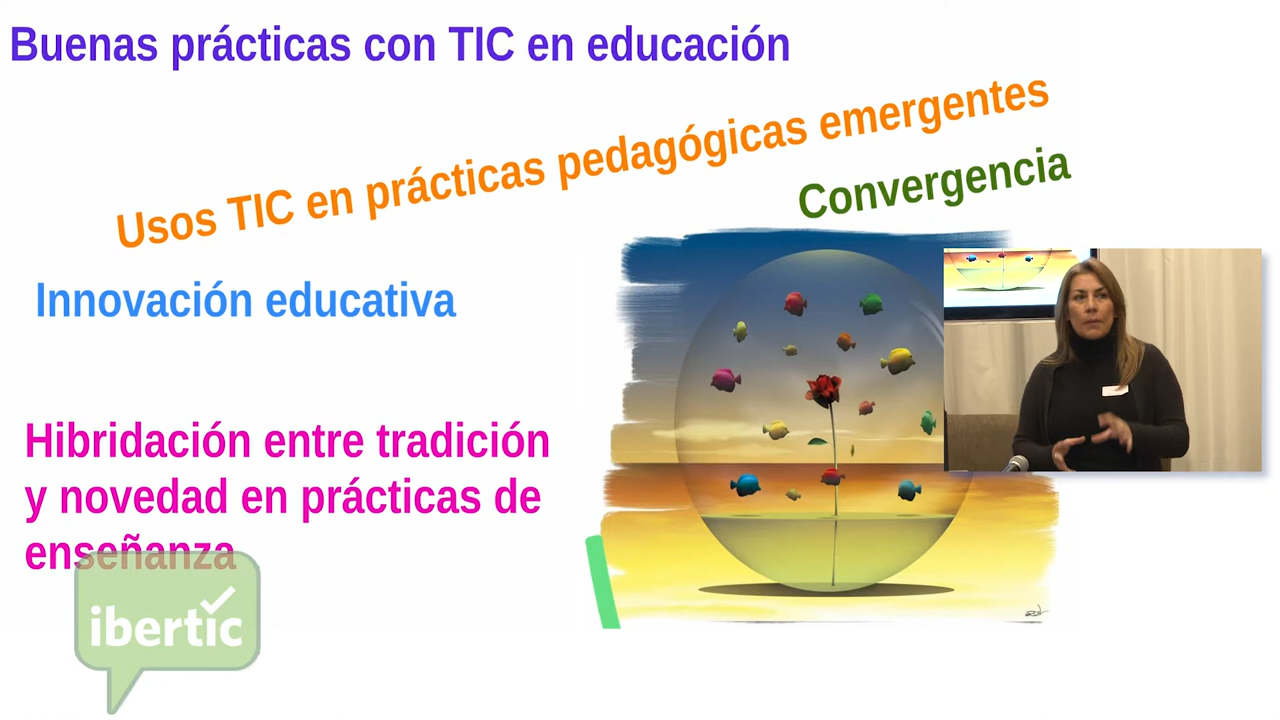 Buenas prácticas con TIC en educación
Usos TIC en prácticas pedagógicas emergentes
Convergencia
Innovación educativa
Hibridación entre tradición
y novedad en prácticas de
enseñanza
ibertic